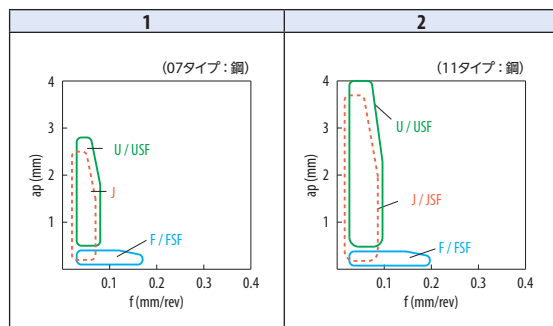 1
2
(07タイプ：鋼)
4
3
2
1
ap (mm)
U / USF
J
F / FSF
0.1
0.2
0.3
0.4
f (mm/rev)
(11タイプ：鋼)
4
3
2
1
ap (mm)
U / USF
J / JSF
F / FSF
0.1
0.2
0.3
0.4
f (mm/rev)